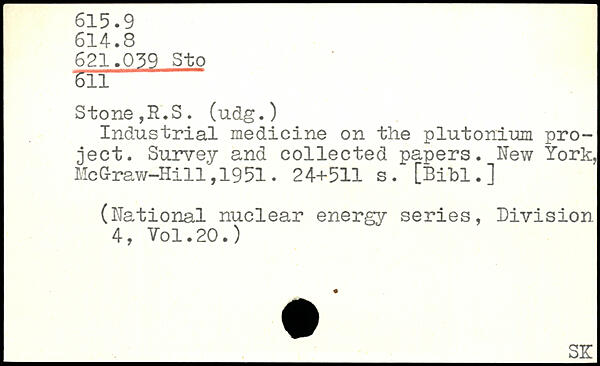 615.9
614.8
621.039 Sto
611
Stone,R.S. (udg.)
Industrial medicine on the plutonium pro-
ject. Survey and collected papers. New York,
McGraw-Hill,1951. 24+511 s. [Bibl.]
(National nuclear energy series, Division
4, Vol.20.)
SK